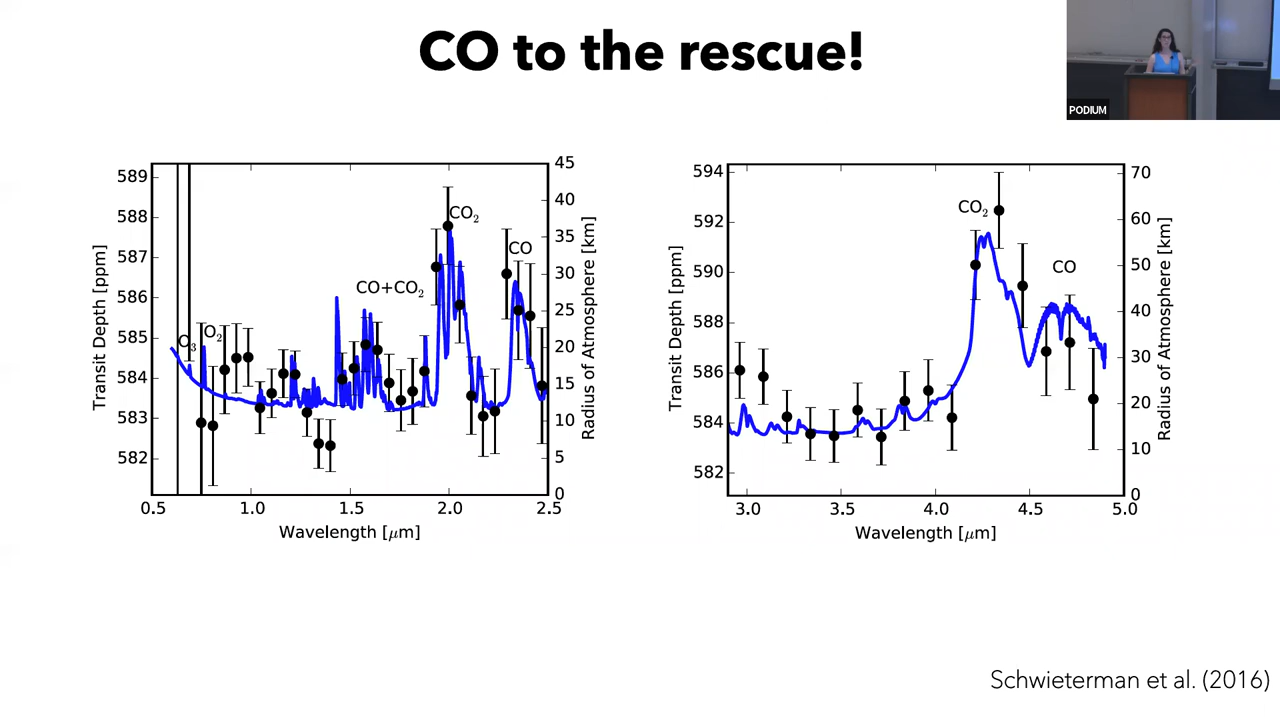 CO to the rescue!
PODIUM
589
588
587
586
585
584
583
582
Transit Depth [ppm]
O₃
O₂
CO+CO₂
CO₂
CO
45
40
35
30
25
20
15
10
5
0
Radius of Atmosphere [km]
0.5 1.0 1.5 2.0 2.5
Wavelength [μm]
594
592
590
588
586
584
582
Transit Depth [ppm]
CO₂
CO
70
60
50
40
30
20
10
0
Radius of Atmosphere [km]
3.0 3.5 4.0 4.5 5.0
Wavelength [μm]
Schwieterman et al. (2016)